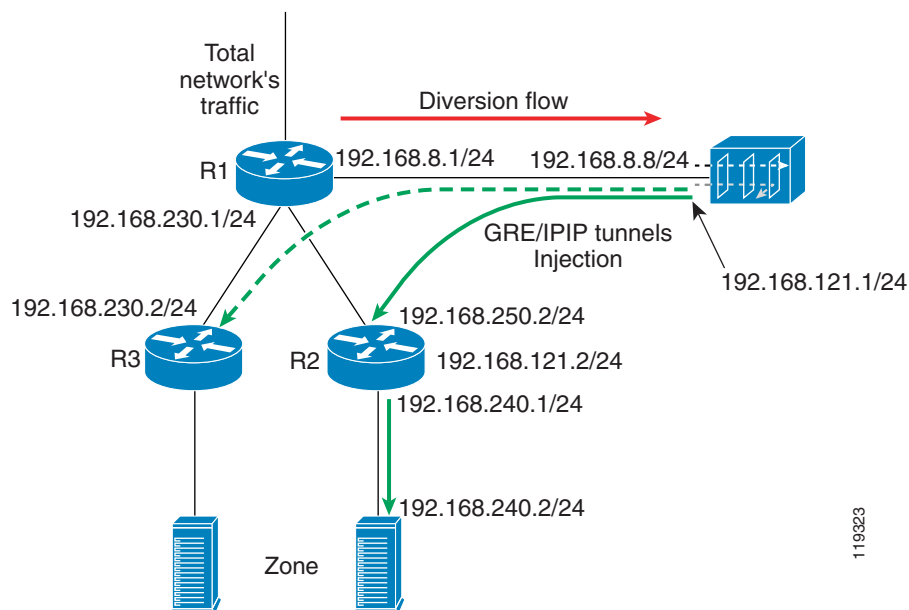 Total
network's
traffic
Diversion flow
R1
192.168.8.1/24
192.168.8.8/24
192.168.230.1/24
GRE/IPIP tunnels
Injection
192.168.121.1/24
192.168.230.2/24
192.168.250.2/24
R3
R2
192.168.121.2/24
192.168.240.1/24
192.168.240.2/24
Zone
119323